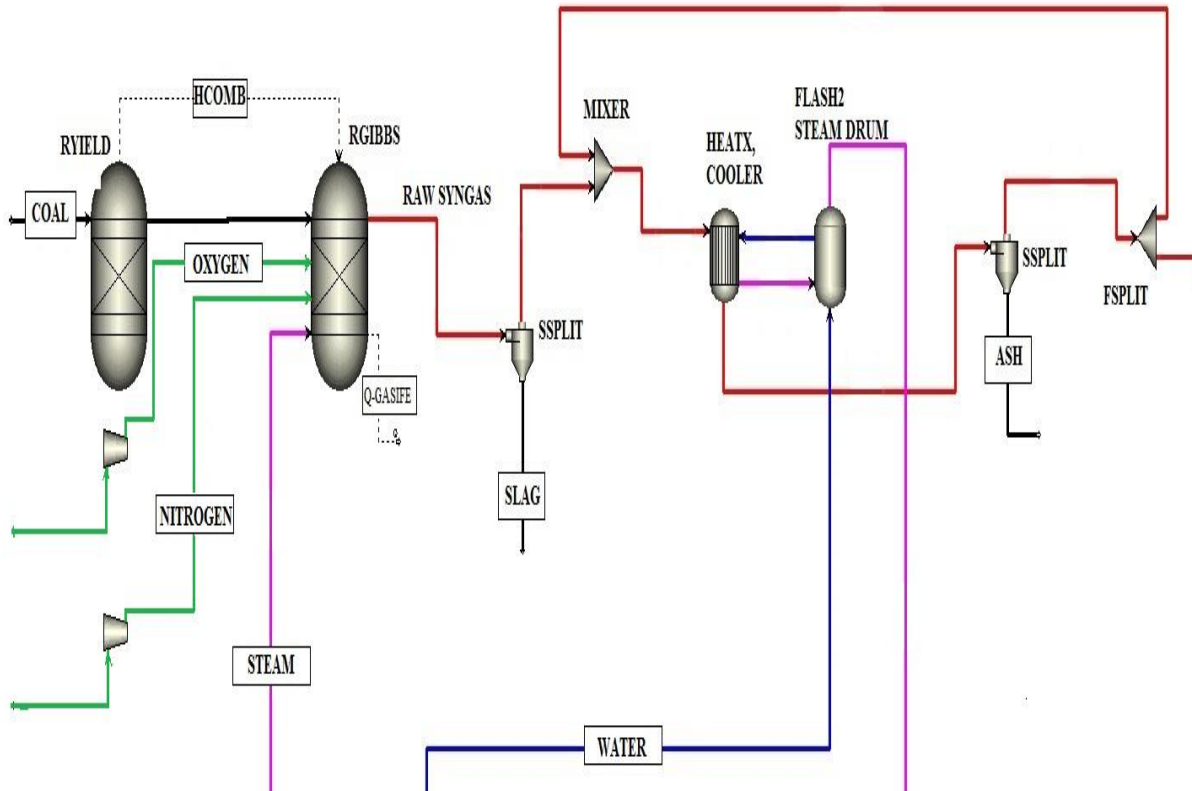 HCOMB
RYIELD
RGIBBS
COAL
OXYGEN
RAW SYNGAS
MIXER
HEATX,
COOLER
FLASH2
STEAM DRUM
SSPLIT
FSPLIT
SSPLIT
ASH
Q-GASIFE
Q
SLAG
NITROGEN
STEAM
WATER